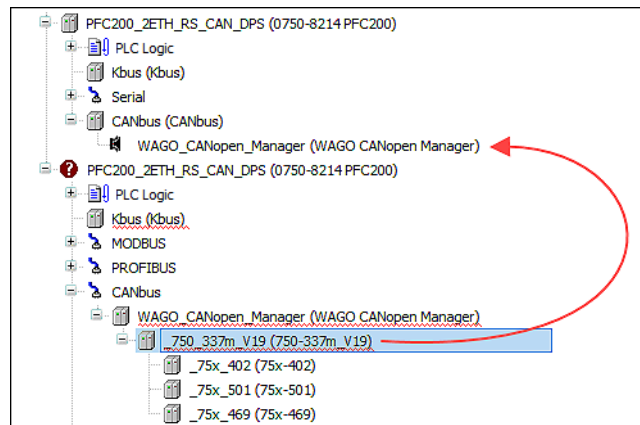 PFC200_2ETH_RS_CAN_DPS (0750-8214 PFC200)
PLC Logic
Kbus (Kbus)
Serial
CANbus (CANbus)
WAGO_CANopen_Manager (WAGO CANopen Manager)
PFC200_2ETH_RS_CAN_DPS (0750-8214 PFC200)
PLC Logic
Kbus (Kbus)
MODBUS
PROFIBUS
CANbus
WAGO_CANopen_Manager (WAGO CANopen Manager)
_750_337m_V19 (750-337m_V19)
_75x_402 (75x-402)
_75x_501 (75x-501)
_75x_469 (75x-469)